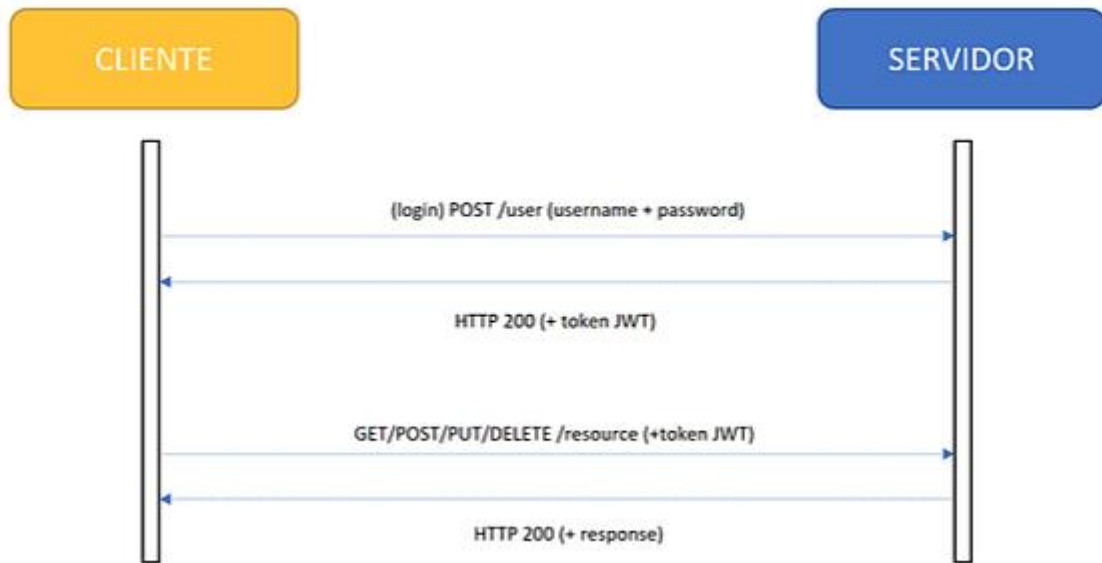 CLIENTE
SERVIDOR
(login) POST /user (username + password)
HTTP 200 (+ token JWT)
GET/POST/PUT/DELETE /resource (+token JWT)
HTTP 200 (+ response)